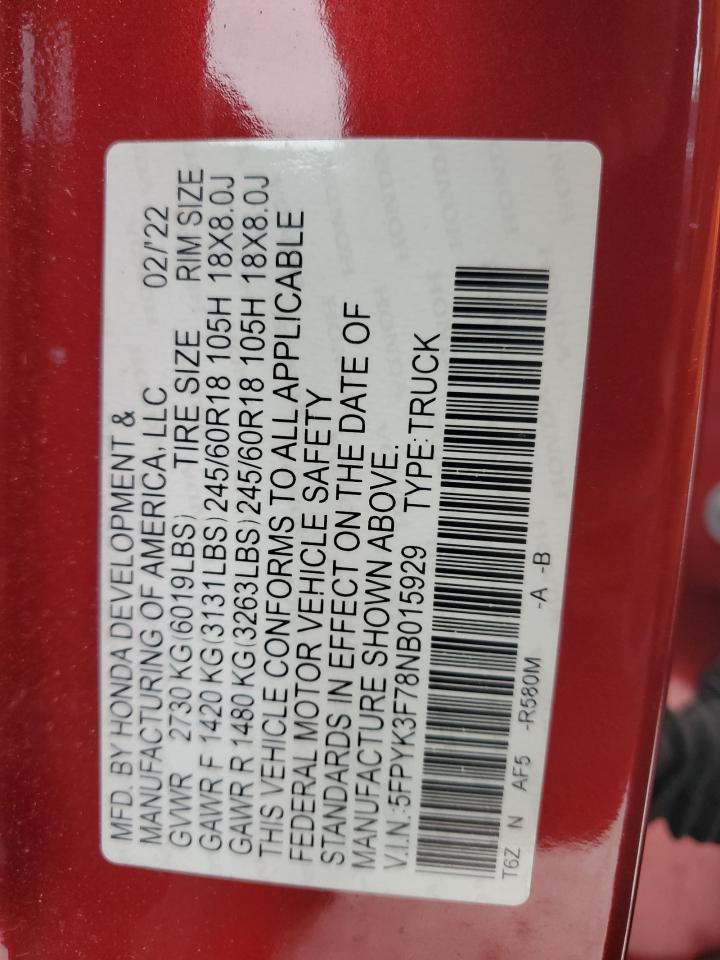 MFD. BY HONDA DEVELOPMENT &
MANUFACTURING OF AMERICA, LLC 02/'22
GVWR 2730 KG(6019LBS) TIRE SIZE RIM SIZE
GAWR F 1420 KG(3131LBS)245/60R18 105H 18X8.0J
GAWR R 1480 KG(3263LBS)245/60R18 105H 18X8.0J
THIS VEHICLE CONFORMS TO ALL APPLICABLE
FEDERAL MOTOR VEHICLE SAFETY
STANDARDS IN EFFECT ON THE DATE OF
MANUFACTURE SHOWN ABOVE.
V.I.N.:5FPYK3F78NB015929 TYPE:TRUCK
T6Z N AF5 -R580M -A -B